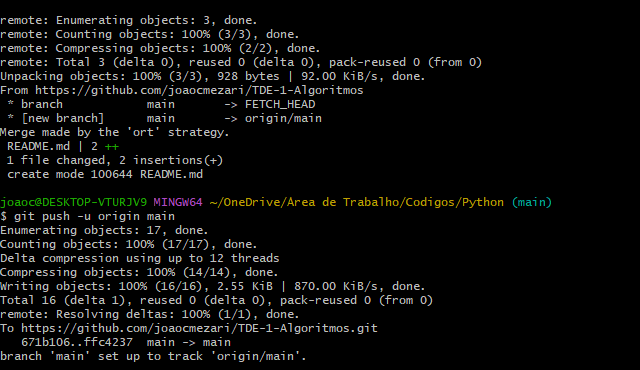 remote: Enumerating objects: 3, done.
remote: Counting objects: 100% (3/3), done.
remote: Compressing objects: 100% (2/2), done.
remote: Total 3 (delta 0), reused 0 (delta 0), pack-reused 0 (from 0)
Unpacking objects: 100% (3/3), 928 bytes | 92.00 KiB/s, done.
From https://github.com/joaocmezari/TDE-1-Algoritmos
 * branch            main       -> FETCH_HEAD
 * [new branch]      main       -> origin/main
Merge made by the 'ort' strategy.
 README.md | 2 ++
 1 file changed, 2 insertions(+)
 create mode 100644 README.md
joaoc@DESKTOP-VTURJV9 MINGW64 ~/OneDrive/Área de Trabalho/Codigos/Python (main)
$ git push -u origin main
Enumerating objects: 17, done.
Counting objects: 100% (17/17), done.
Delta compression using up to 12 threads
Compressing objects: 100% (14/14), done.
Writing objects: 100% (16/16), 2.55 KiB | 870.00 KiB/s, done.
Total 16 (delta 1), reused 0 (delta 0), pack-reused 0 (from 0)
remote: Resolving deltas: 100% (1/1), done.
To https://github.com/joaocmezari/TDE-1-Algoritmos.git
   671b106..ffc4237  main -> main
branch 'main' set up to track 'origin/main'.